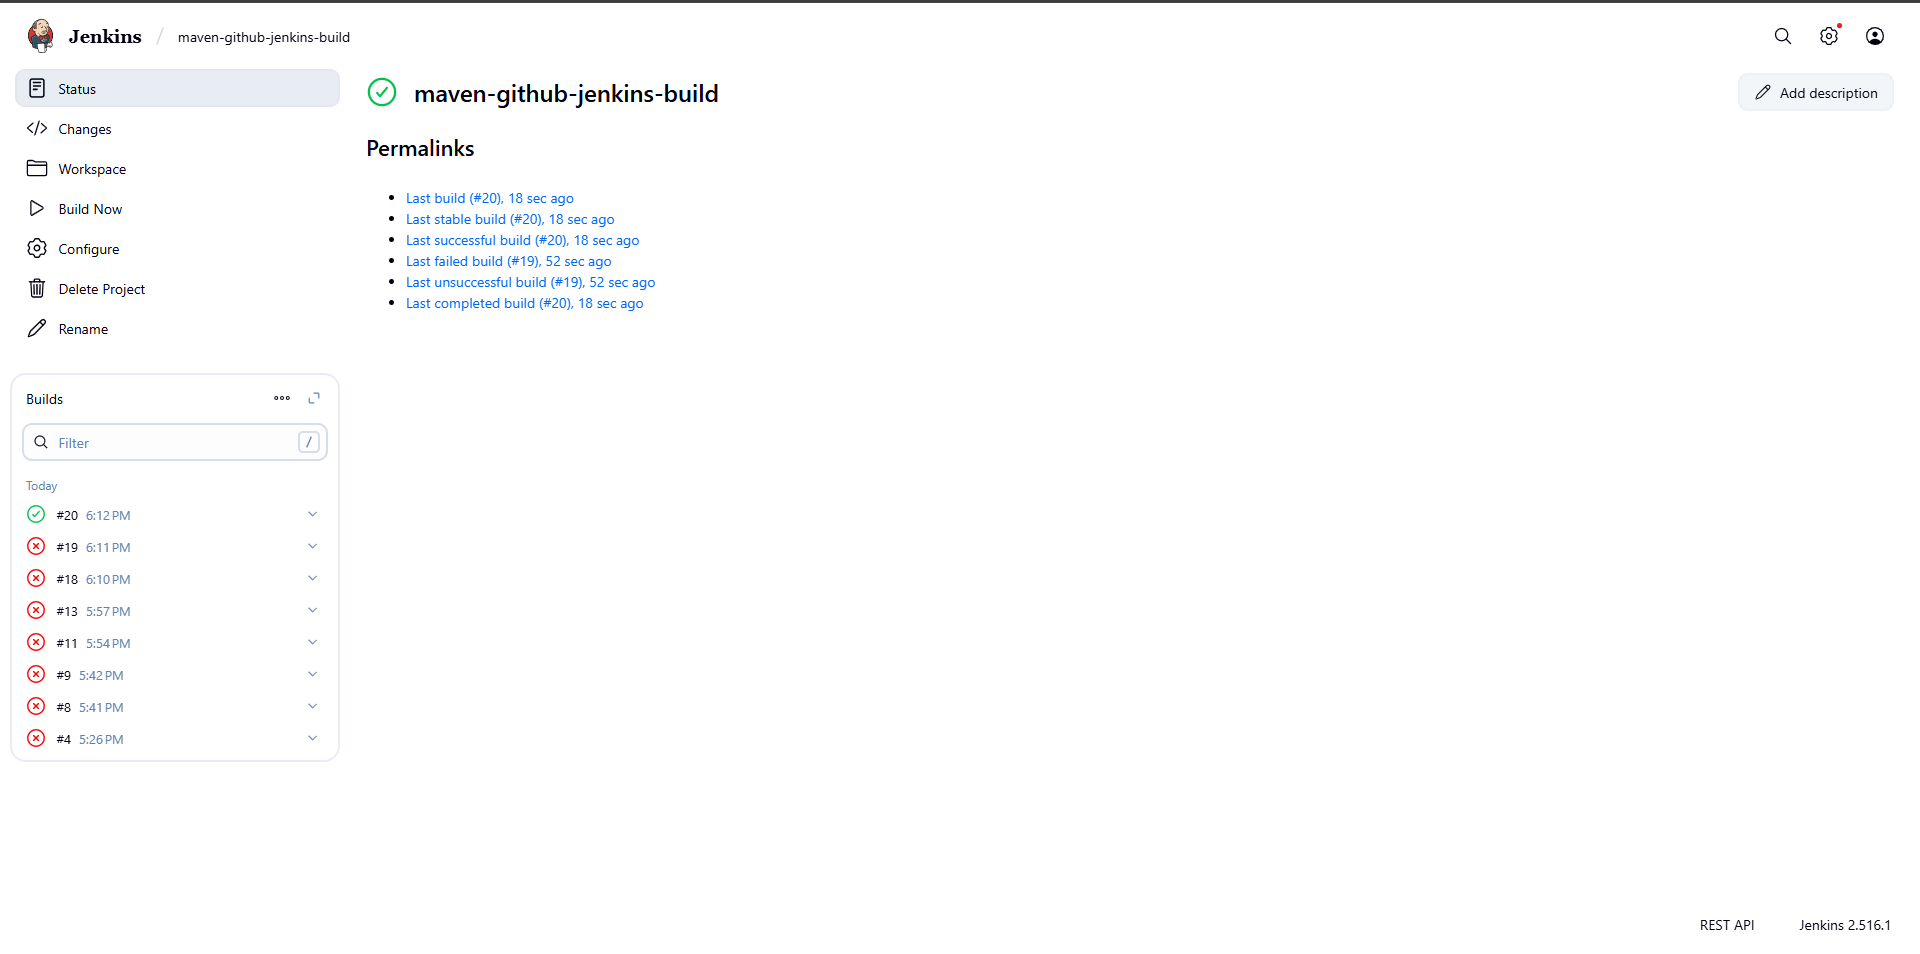 Jenkins / maven-github-jenkins-build
Status
Changes
Workspace
Build Now
Configure
Delete Project
Rename
Builds
Filter /
Today
#20 6:12 PM
#19 6:11 PM
#18 6:10 PM
#13 5:57 PM
#11 5:54 PM
#9 5:42 PM
#8 5:41 PM
#4 5:26 PM
maven-github-jenkins-build
Add description
Permalinks
Last build (#20), 18 sec ago
Last stable build (#20), 18 sec ago
Last successful build (#20), 18 sec ago
Last failed build (#19), 52 sec ago
Last unsuccessful build (#19), 52 sec ago
Last completed build (#20), 18 sec ago
REST API Jenkins 2.516.1